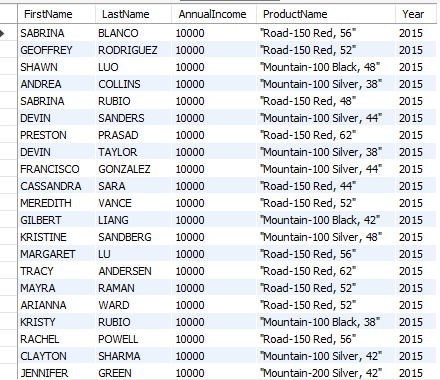 FirstName LastName AnnualIncome ProductName Year
SABRINA BLANCO 10000 "Road-150 Red, 56" 2015
GEOFFREY RODRIGUEZ 10000 "Road-150 Red, 52" 2015
SHAWN LUO 10000 "Mountain-100 Black, 48" 2015
ANDREA COLLINS 10000 "Mountain-100 Silver, 38" 2015
SABRINA RUBIO 10000 "Road-150 Red, 48" 2015
DEVIN SANDERS 10000 "Mountain-100 Silver, 44" 2015
PRESTON PRASAD 10000 "Road-150 Red, 62" 2015
DEVIN TAYLOR 10000 "Mountain-100 Silver, 38" 2015
FRANCISCO GONZALEZ 10000 "Mountain-100 Silver, 44" 2015
CASSANDRA SARA 10000 "Road-150 Red, 44" 2015
MEREDITH VANCE 10000 "Road-150 Red, 52" 2015
GILBERT LIANG 10000 "Mountain-100 Black, 42" 2015
KRISTINE SANDBERG 10000 "Mountain-100 Silver, 48" 2015
MARGARET LU 10000 "Road-150 Red, 56" 2015
TRACY ANDERSEN 10000 "Road-150 Red, 62" 2015
MAYRA RAMAN 10000 "Road-150 Red, 52" 2015
ARIANNA WARD 10000 "Road-150 Red, 52" 2015
KRISTY RUBIO 10000 "Mountain-100 Black, 38" 2015
RACHEL POWELL 10000 "Road-150 Red, 56" 2015
CLAYTON SHARMA 10000 "Mountain-100 Silver, 42" 2015
JENNIFER GREEN 10000 "Mountain-200 Silver, 42" 2015